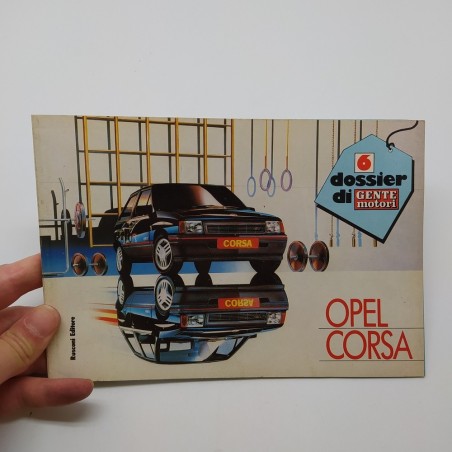 6
dossier
di GENTE
motori
CORSA
CORSA
OPEL
CORSA
Rusconi Editore